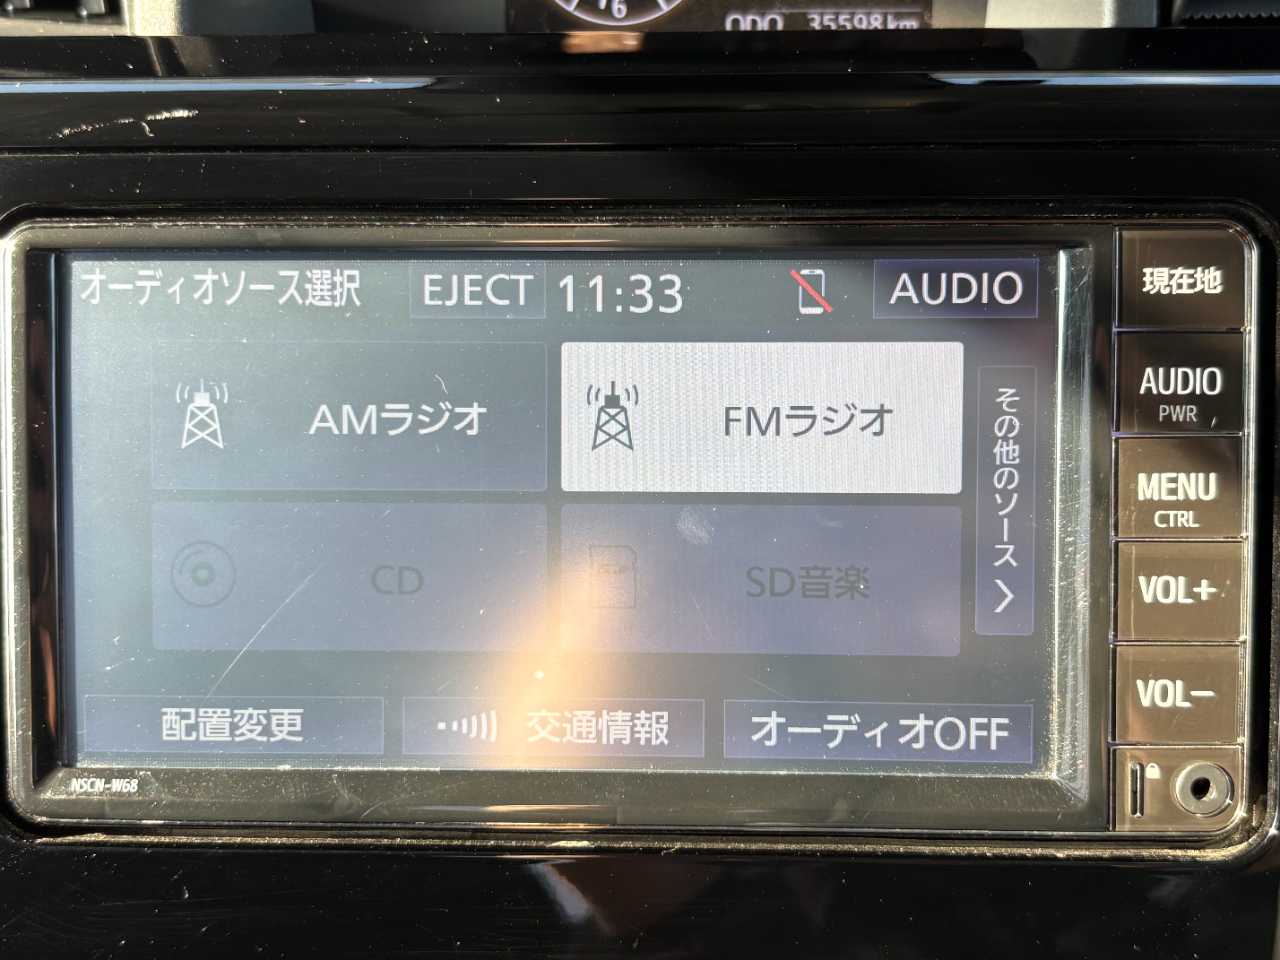 6
ODO 35598km
オーディオソース選択 EJECT 11:33 AUDIO
AMラジオ
FMラジオ
CD
SD音楽
その他のソース
配置変更 交通情報 オーディオOFF
現在地
AUDIO
PWR
MENU
CTRL
VOL+
VOL−
NSCN-W68